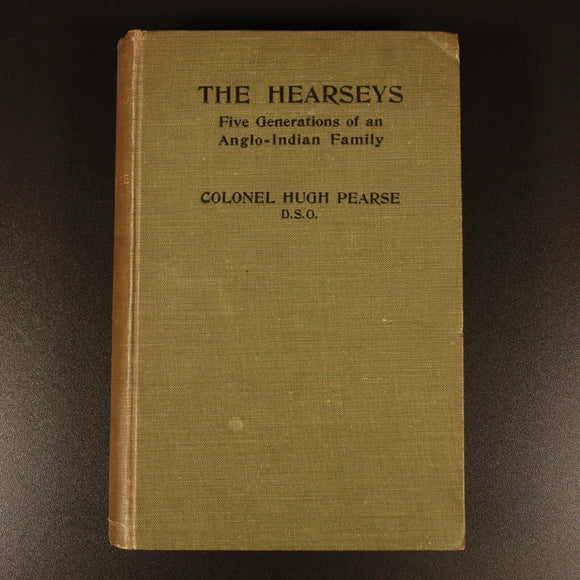 THE HEARSEYS
Five Generations of an
Anglo-Indian Family
COLONEL HUGH PEARSE
D.S.O.